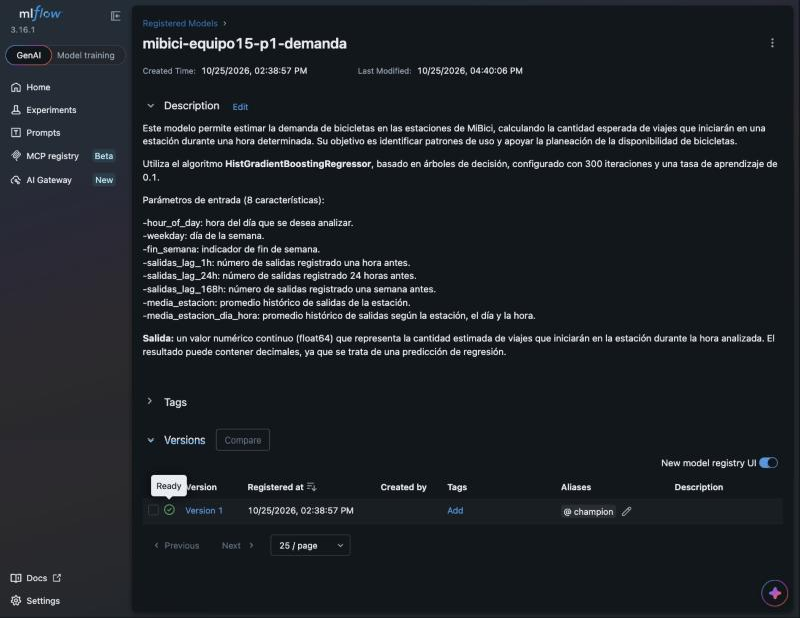 mlflow
3.16.1
GenAI
Model training
Home
Experiments
Prompts
MCP registry Beta
AI Gateway New
Docs
Settings
Registered Models
mibici-equipo15-p1-demanda
Created Time: 10/25/2026, 02:38:57 PM
Last Modified: 10/25/2026, 04:40:06 PM
Description Edit
Este modelo permite estimar la demanda de bicicletas en las estaciones de MiBici, calculando la cantidad esperada de viajes que iniciarán en una
estación durante una hora determinada. Su objetivo es identificar patrones de uso y apoyar la planeación de la disponibilidad de bicicletas.
Utiliza el algoritmo HistGradientBoostingRegressor, basado en árboles de decisión, configurado con 300 iteraciones y una tasa de aprendizaje de
0.1.
Parámetros de entrada (8 características):
-hour_of_day: hora del día que se desea analizar.
-weekday: día de la semana.
-fin_semana: indicador de fin de semana.
-salidas_lag_1h: número de salidas registrado una hora antes.
-salidas_lag_24h: número de salidas registrado 24 horas antes.
-salidas_lag_168h: número de salidas registrado una semana antes.
-media_estacion: promedio histórico de salidas de la estación.
-media_estacion_dia_hora: promedio histórico de salidas según la estación, el día y la hora.
Salida: un valor numérico continuo (float64) que representa la cantidad estimada de viajes que iniciarán en la estación durante la hora analizada. El
resultado puede contener decimales, ya que se trata de una predicción de regresión.
Tags
Versions Compare
New model registry UI
Ready
Version Registered at Created by Tags Aliases Description
Version 1 10/25/2026, 02:38:57 PM Add @ champion
Previous Next 25 / page